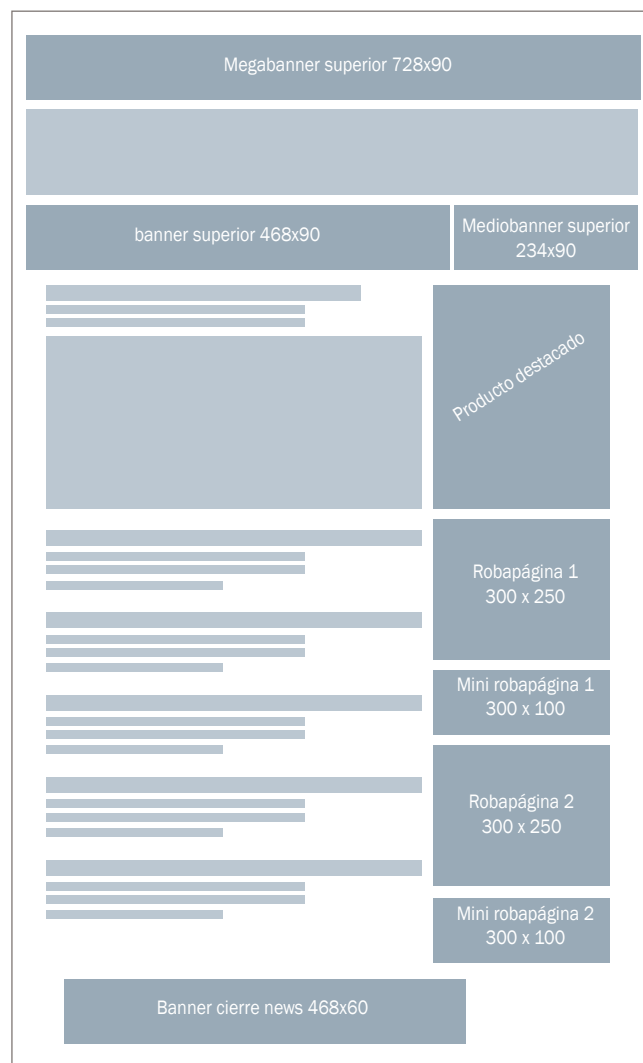 Megabanner superior 728x90
banner superior 468x90
Mediobanner superior
234x90
Producto destacado
Robapágina 1
300 x 250
Mini robapágina 1
300 x 100
Robapágina 2
300 x 250
Mini robapágina 2
300 x 100
Banner cierre news 468x60